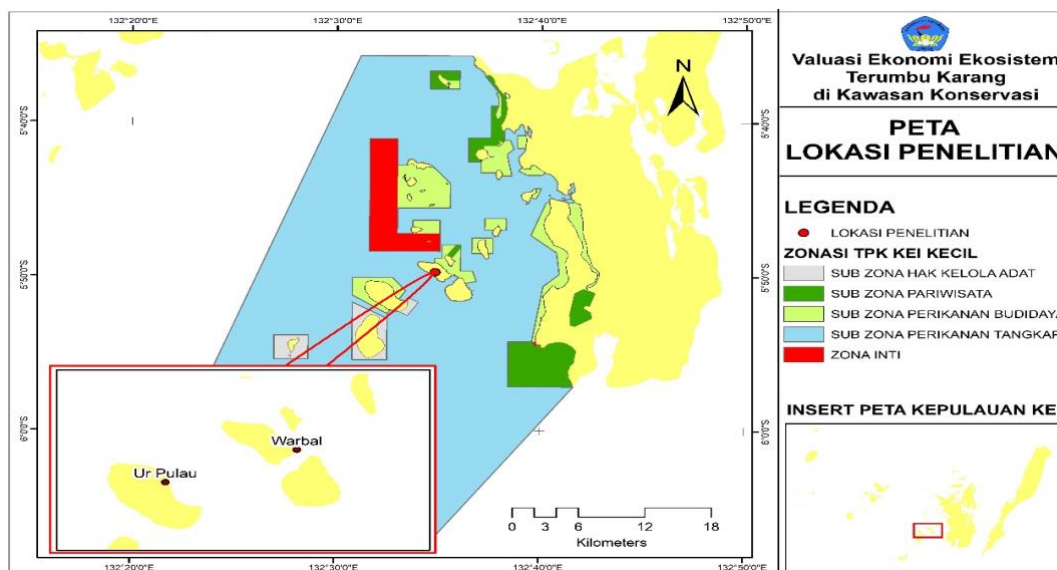 132°20'0"E 132°30'0"E 132°40'0"E 132°50'0"E
5°40'0"S
5°50'0"S
6°0'0"S
N
5°40'0"S
5°50'0"S
6°0'0"S
Warbal
Ur Pulau
0 3 6 12 18
Kilometers
132°20'0"E 132°30'0"E 132°40'0"E 132°50'0"E
Valuasi Ekonomi Ekosistem
Terumbu Karang
di Kawasan Konservasi
PETA
LOKASI PENELITIAN
LEGENDA
LOKASI PENELITIAN
ZONASI TPK KEI KECIL
SUB ZONA HAK KELOLA ADAT
SUB ZONA PARIWISATA
SUB ZONA PERIKANAN BUDIDAYA
SUB ZONA PERIKANAN TANGKAP
ZONA INTI
INSERT PETA KEPULAUAN KE